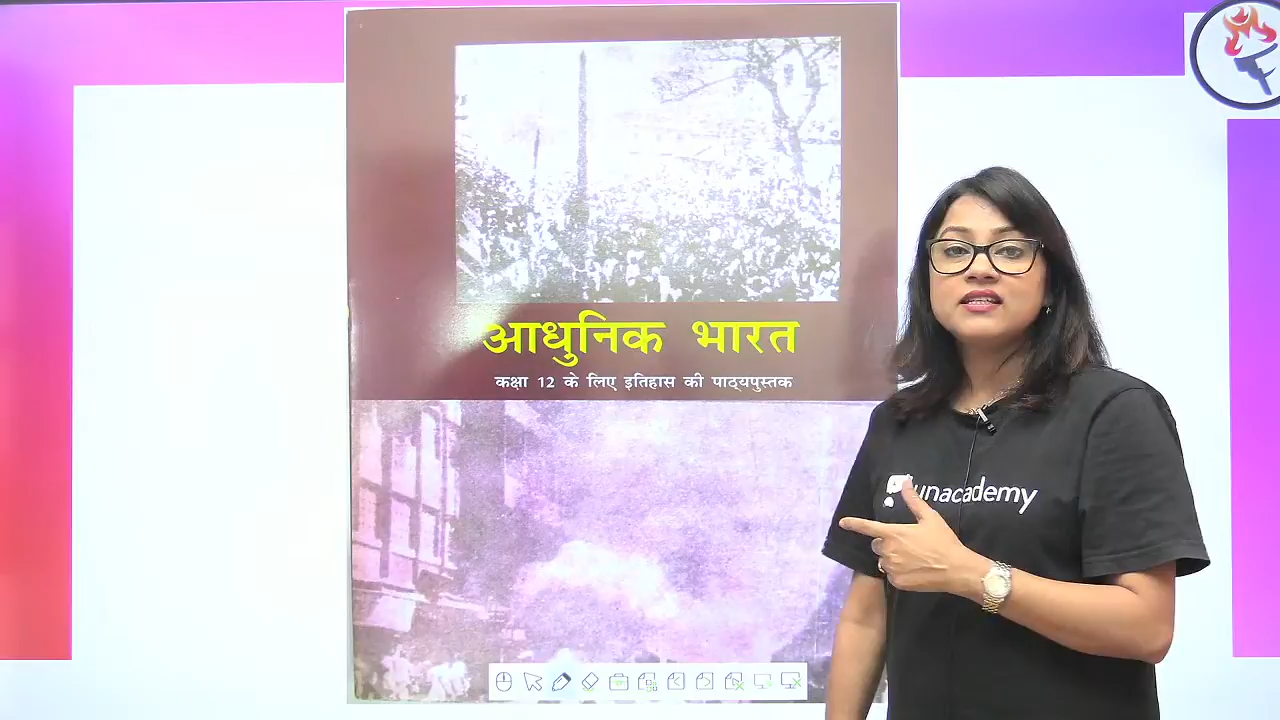 आधुनिक भारत
कक्षा 12 के लिए इतिहास की पाठ्यपुस्तक
unacademy